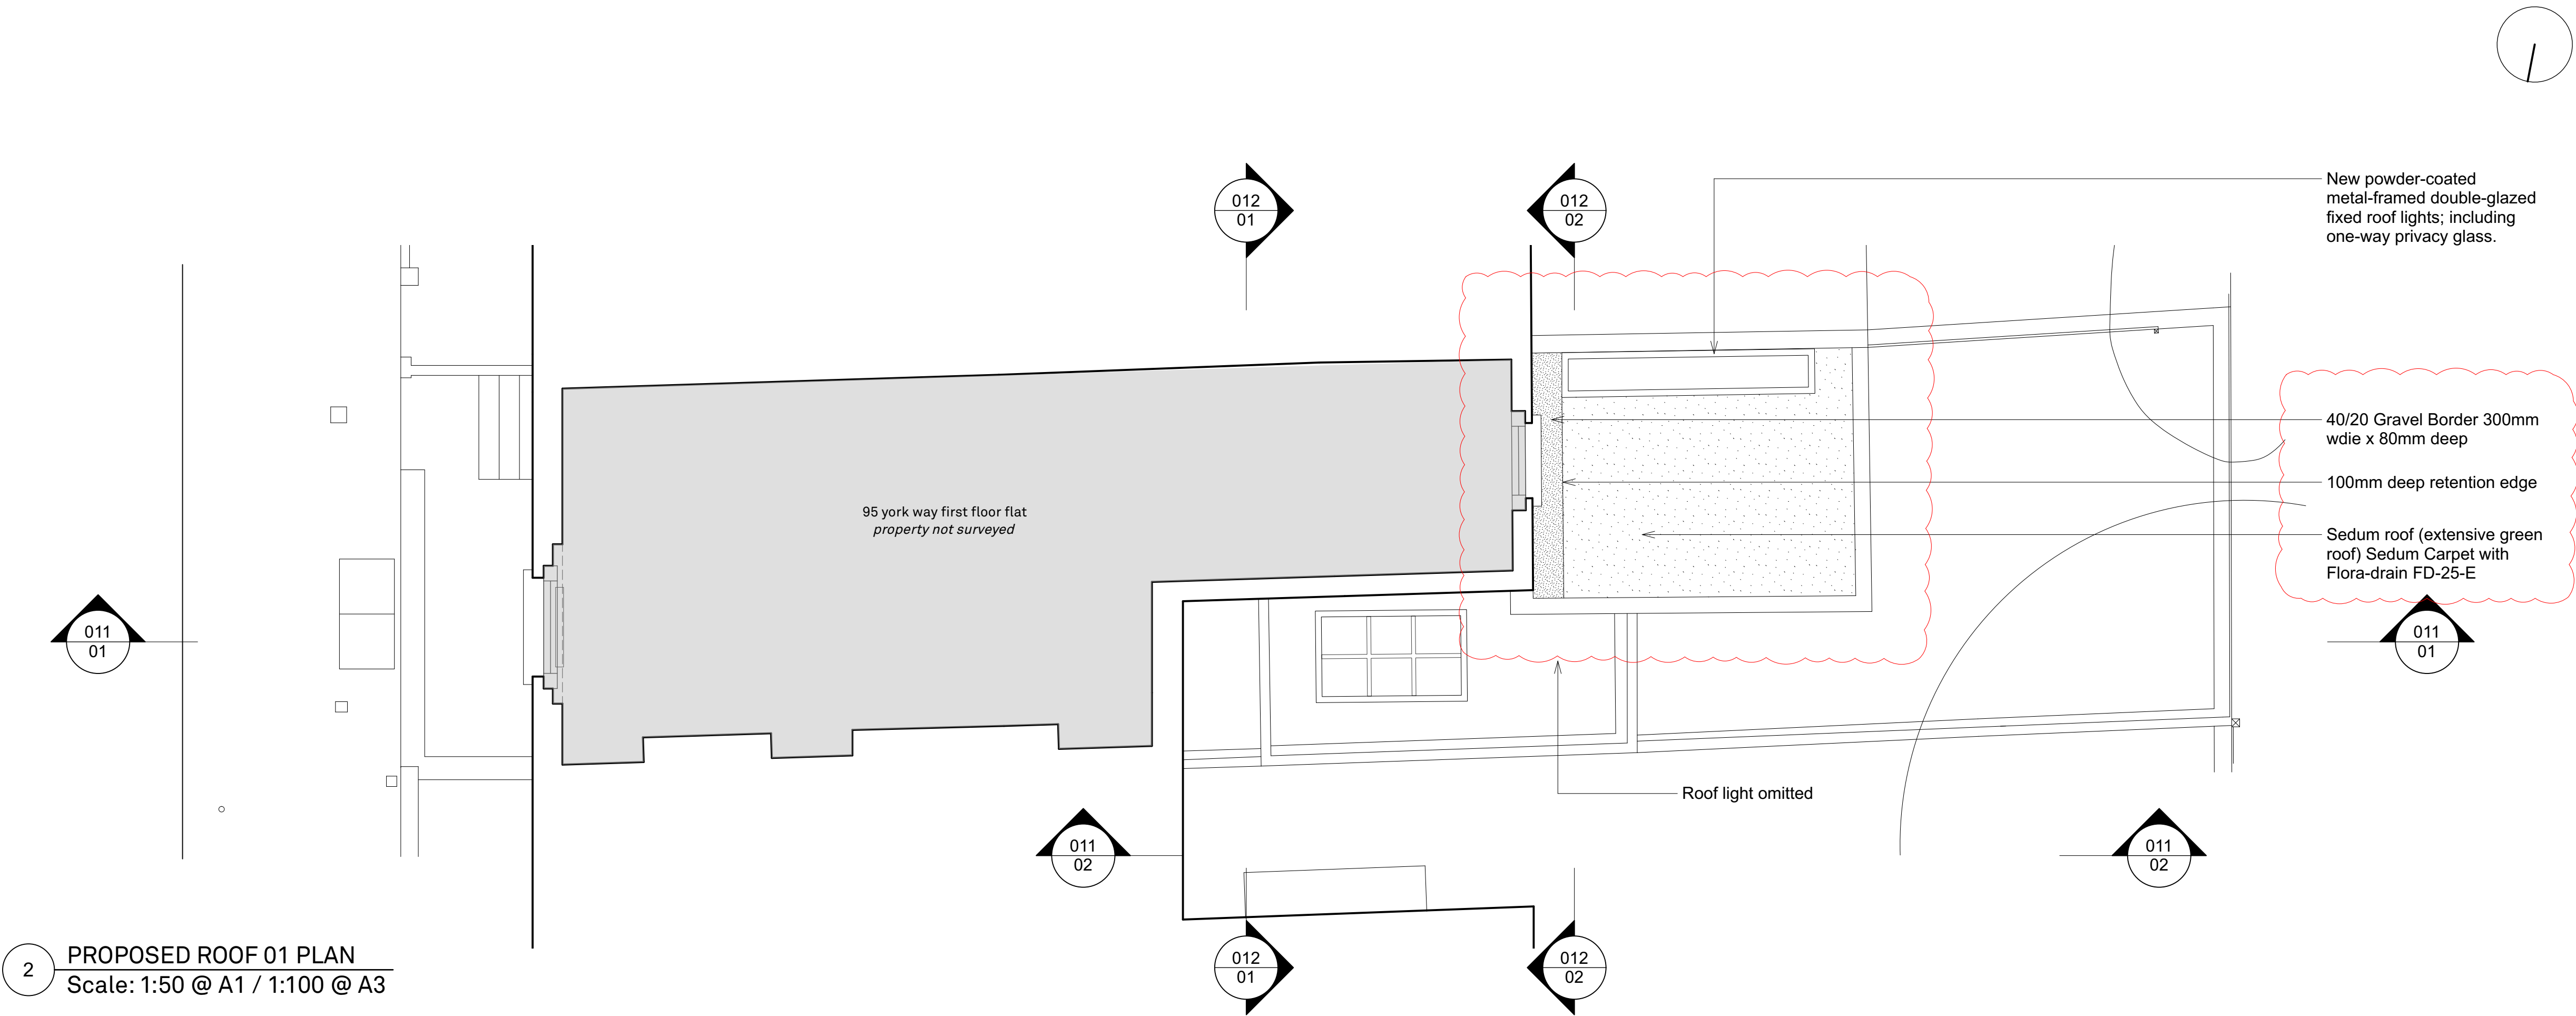 012
01
012
02
New powder-coated
metal-framed double-glazed
fixed roof lights; including
one-way privacy glass.
40/20 Gravel Border 300mm
wdie x 80mm deep
100mm deep retention edge
Sedum roof (extensive green
roof) Sedum Carpet with
Flora-drain FD-25-E
95 york way first floor flat
property not surveyed
011
01
011
01
Roof light omitted
011
02
011
02
012
01
012
02
2
PROPOSED ROOF 01 PLAN
Scale: 1:50 @ A1 / 1:100 @ A3